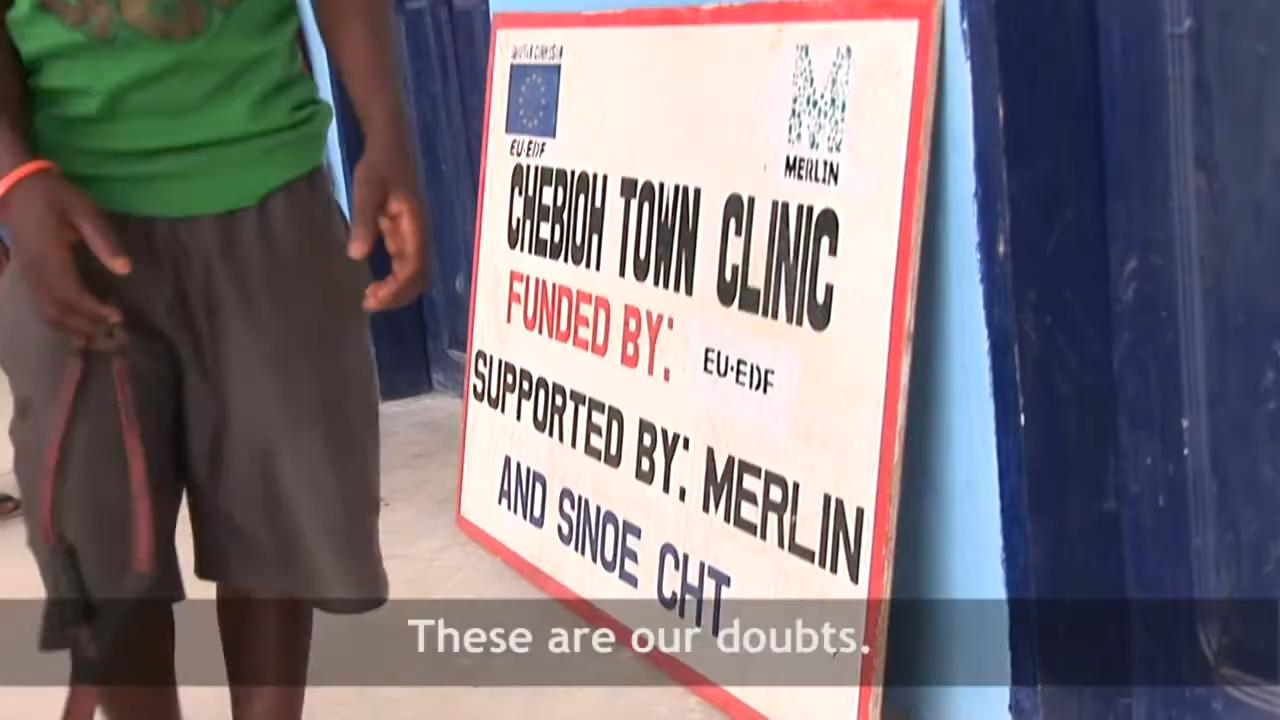 EU-EDF
MERLIN
CHEBIOH TOWN CLINIC
FUNDED BY:
EU·EDF
SUPPORTED BY: MERLIN
AND SINOE CHT
These are our doubts.